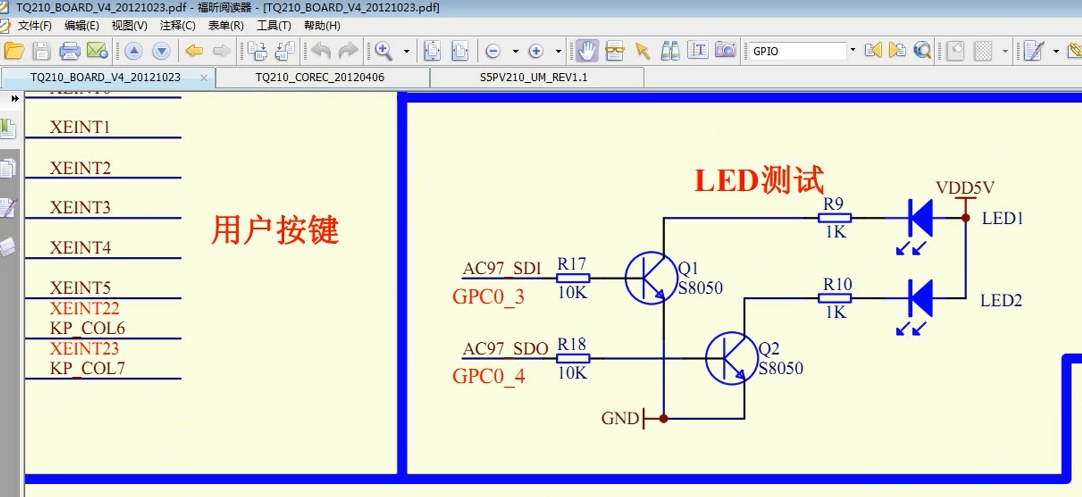 TQ210_BOARD_V4_20121023.pdf - 福昕阅读器 - [TQ210_BOARD_V4_20121023.pdf]
文件(F) 编辑(E) 视图(V) 注释(C) 表单(R) 工具(T) 帮助(H)
GPIO
TQ210_BOARD_V4_20121023 TQ210_COREC_20120406 S5PV210_UM_REV1.1
XEINT1
XEINT2
XEINT3
XEINT4
XEINT5
XEINT22
KP_COL6
XEINT23
KP_COL7
用户按键
LED测试
VDD5V
R9
1K
LED1
R10
1K
LED2
AC97_SDI
GPC0_3
R17
10K
Q1
S8050
AC97_SDO
GPC0_4
R18
10K
Q2
S8050
GND